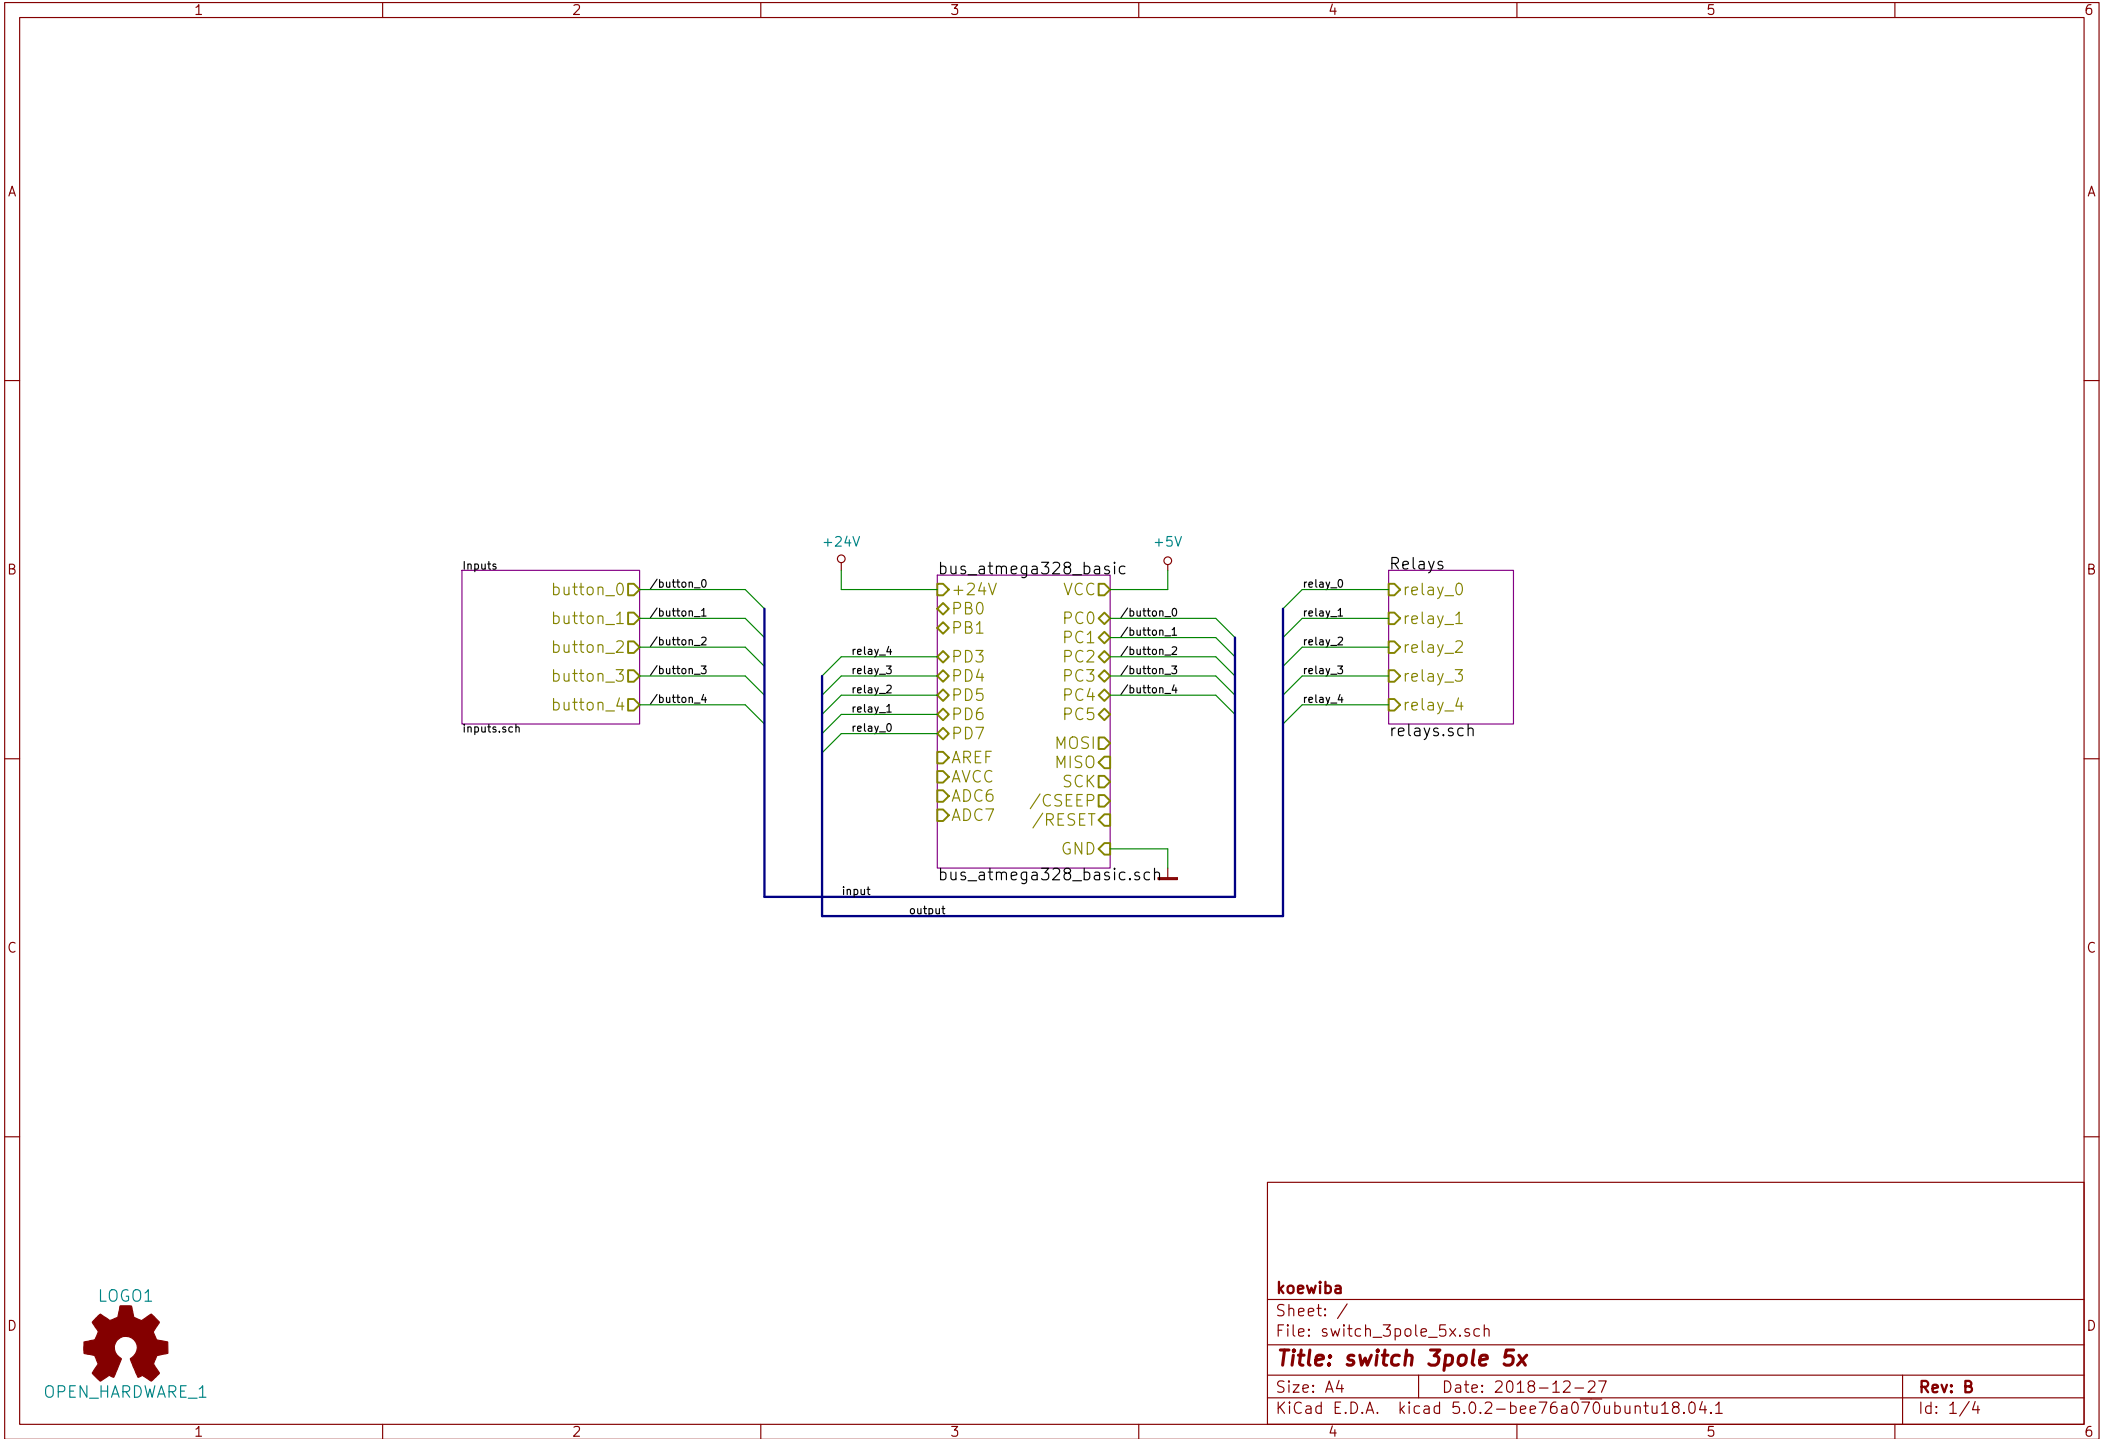 1 2 3 4 5 6
A A
B B
C C
D D
+24V
+5V
Inputs
button_0 /button_0
button_1 /button_1
button_2 /button_2
button_3 /button_3
button_4 /button_4
inputs.sch
bus_atmega328_basic
+24V VCC
PB0
PB1
relay_4 PD3
relay_3 PD4
relay_2 PD5
relay_1 PD6
relay_0 PD7
AREF
AVCC
ADC6
ADC7
PC0 /button_0
PC1 /button_1
PC2 /button_2
PC3 /button_3
PC4 /button_4
PC5
MOSI
MISO
SCK
/CSEEP
/RESET
GND
bus_atmega328_basic.sch
input
output
Relays
relay_0 relay_0
relay_1 relay_1
relay_2 relay_2
relay_3 relay_3
relay_4 relay_4
relays.sch
LOGO1
OPEN_HARDWARE_1
koewiba
Sheet: /
File: switch_3pole_5x.sch
Title: switch 3pole 5x
Size: A4 Date: 2018-12-27 Rev: B
KiCad E.D.A. kicad 5.0.2-bee76a070ubuntu18.04.1 Id: 1/4
1 2 3 4 5 6